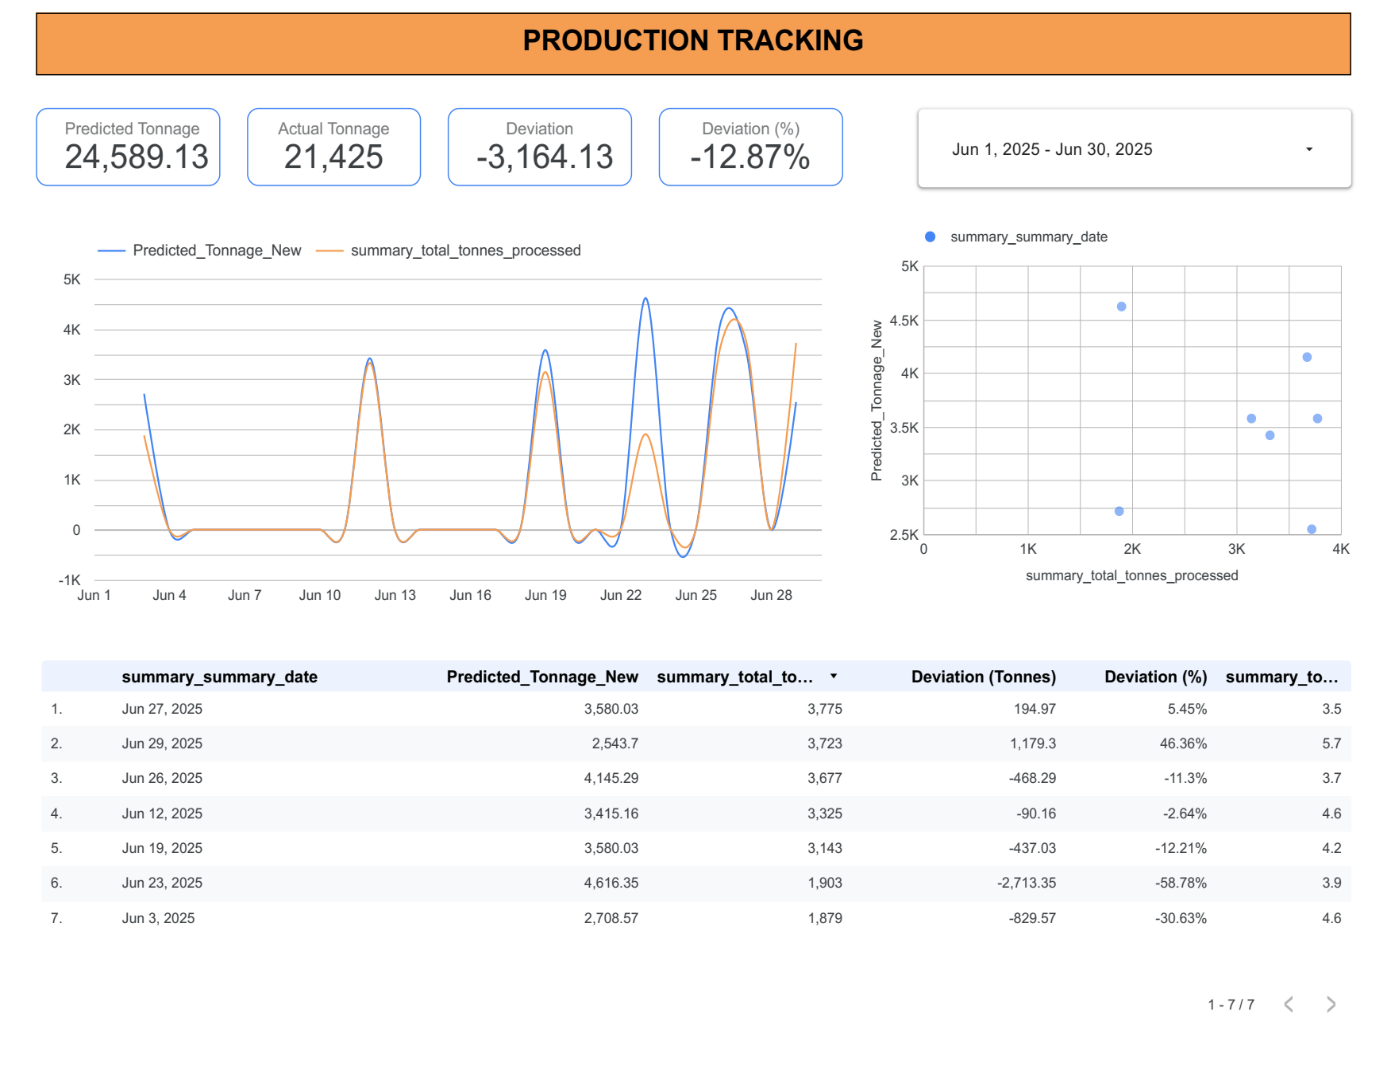 PRODUCTION TRACKING
Predicted Tonnage
24,589.13
Actual Tonnage
21,425
Deviation
-3,164.13
Deviation (%)
-12.87%
Jun 1, 2025 - Jun 30, 2025
Predicted_Tonnage_New summary_total_tonnes_processed
5K
4K
3K
2K
1K
0
-1K
Jun 1 Jun 4 Jun 7 Jun 10 Jun 13 Jun 16 Jun 19 Jun 22 Jun 25 Jun 28
summary_summary_date
Predicted_Tonnage_New
5K
4.5K
4K
3.5K
3K
2.5K
0 1K 2K 3K 4K
summary_total_tonnes_processed
summary_summary_date Predicted_Tonnage_New summary_total_to... Deviation (Tonnes) Deviation (%) summary_to...
1. Jun 27, 2025 3,580.03 3,775 194.97 5.45% 3.5
2. Jun 29, 2025 2,543.7 3,723 1,179.3 46.36% 5.7
3. Jun 26, 2025 4,145.29 3,677 -468.29 -11.3% 3.7
4. Jun 12, 2025 3,415.16 3,325 -90.16 -2.64% 4.6
5. Jun 19, 2025 3,580.03 3,143 -437.03 -12.21% 4.2
6. Jun 23, 2025 4,616.35 1,903 -2,713.35 -58.78% 3.9
7. Jun 3, 2025 2,708.57 1,879 -829.57 -30.63% 4.6
1 - 7 / 7